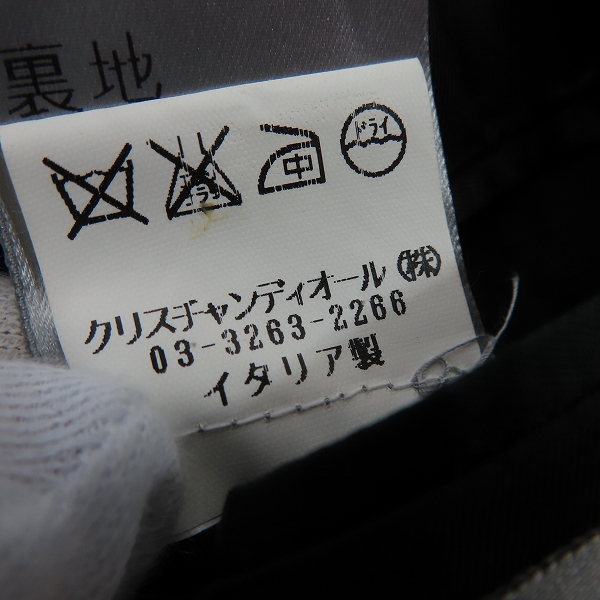 裏地
中 ドライ
クリスチャンディオール(株)
03-3263-2266
イタリア製